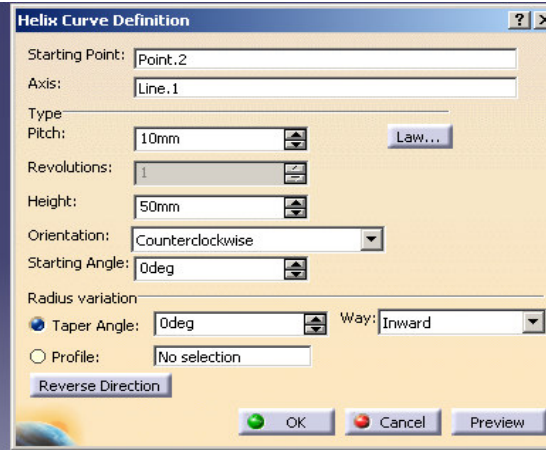 Helix Curve Definition ?
Starting Point: Point.2
Axis: Line.1
Type
Pitch: 10mm Law...
Revolutions: 1
Height: 50mm
Orientation: Counterclockwise
Starting Angle: 0deg
Radius variation
Taper Angle: 0deg Way: Inward
Profile: No selection
Reverse Direction
OK Cancel Preview